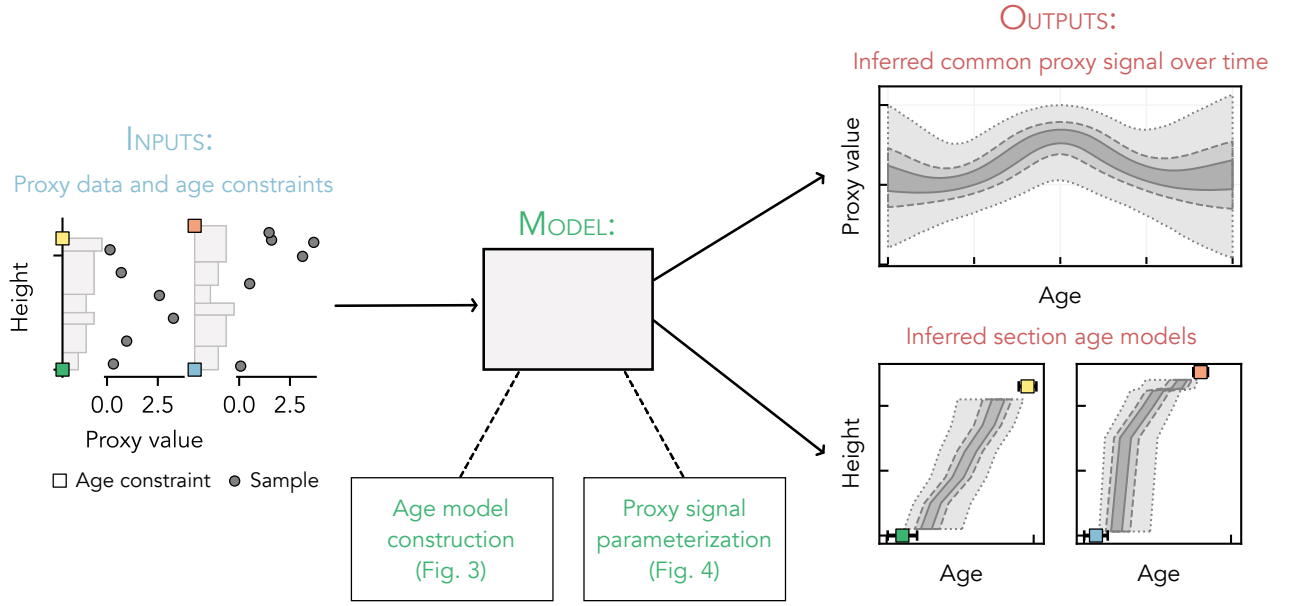 INPUTS:
Proxy data and age constraints
Height
0.0 2.5 0.0 2.5
Proxy value
Age constraint Sample
MODEL:
Age model
construction
(Fig. 3)
Proxy signal
parameterization
(Fig. 4)
OUTPUTS:
Inferred common proxy signal over time
Proxy value
Age
Inferred section age models
Height
Age Age